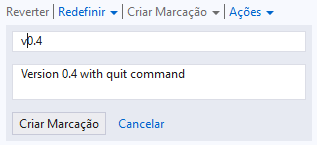 Reverter | Redefinir | Criar Marcação | Ações
v0.4
Version 0.4 with quit command
Criar Marcação Cancelar